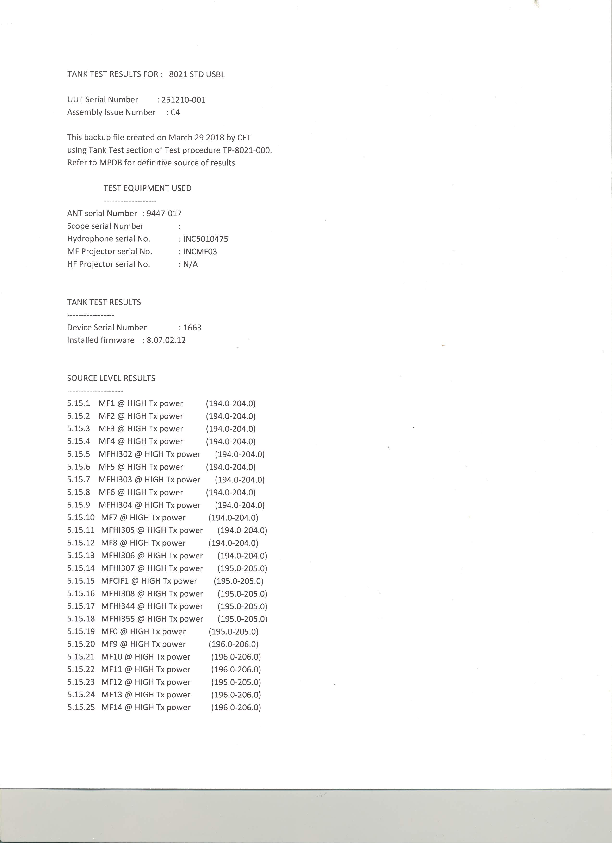 TANK TEST RESULTS FOR : 8021 STD USBL
UUT Serial Number : 251210-001
Assembly Issue Number : C4
This backup file created on March 29 2018 by CET
using Tank Test section of Test procedure TP-8021-000.
Refer to MPDB for definitive source of results
TEST EQUIPMENT USED
-------------------
ANT serial Number : 9447-017
Scope serial Number :
Hydrophone serial No. : INC5010475
MF Projector serial No. : INCMF03
HF Projector serial No. : N/A
TANK TEST RESULTS
-----------------
Device Serial Number : 1663
Installed firmware : 8.07.02.12
SOURCE LEVEL RESULTS
--------------------
5.15.1 MF1 @ HIGH Tx power (194.0-204.0)
5.15.2 MF2 @ HIGH Tx power (194.0-204.0)
5.15.3 MF3 @ HIGH Tx power (194.0-204.0)
5.15.4 MF4 @ HIGH Tx power (194.0-204.0)
5.15.5 MFHI302 @ HIGH Tx power (194.0-204.0)
5.15.6 MF5 @ HIGH Tx power (194.0-204.0)
5.15.7 MFHI303 @ HIGH Tx power (194.0-204.0)
5.15.8 MF6 @ HIGH Tx power (194.0-204.0)
5.15.9 MFHI304 @ HIGH Tx power (194.0-204.0)
5.15.10 MF7 @ HIGH Tx power (194.0-204.0)
5.15.11 MFHI305 @ HIGH Tx power (194.0-204.0)
5.15.12 MF8 @ HIGH Tx power (194.0-204.0)
5.15.13 MFHI306 @ HIGH Tx power (194.0-204.0)
5.15.14 MFHI307 @ HIGH Tx power (195.0-205.0)
5.15.15 MFCIF1 @ HIGH Tx power (195.0-205.0)
5.15.16 MFHI308 @ HIGH Tx power (195.0-205.0)
5.15.17 MFHI344 @ HIGH Tx power (195.0-205.0)
5.15.18 MFHI355 @ HIGH Tx power (195.0-205.0)
5.15.19 MF0 @ HIGH Tx power (195.0-205.0)
5.15.20 MF9 @ HIGH Tx power (196.0-206.0)
5.15.21 MF10 @ HIGH Tx power (196.0-206.0)
5.15.22 MF11 @ HIGH Tx power (196.0-206.0)
5.15.23 MF12 @ HIGH Tx power (195.0-205.0)
5.15.24 MF13 @ HIGH Tx power (196.0-206.0)
5.15.25 MF14 @ HIGH Tx power (196.0-206.0)